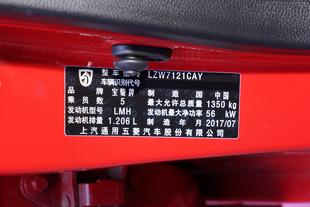 整车型号 LZW7121CAY
车辆识别代号
品牌 宝骏牌 制造国 中国
乘员数 5 最大允许总质量 1350 kg
发动机型号 LMH 发动机最大净功率 56 kW
发动机排量 1.206 L 制造年月 2017/07
上汽通用五菱汽车股份有限公司